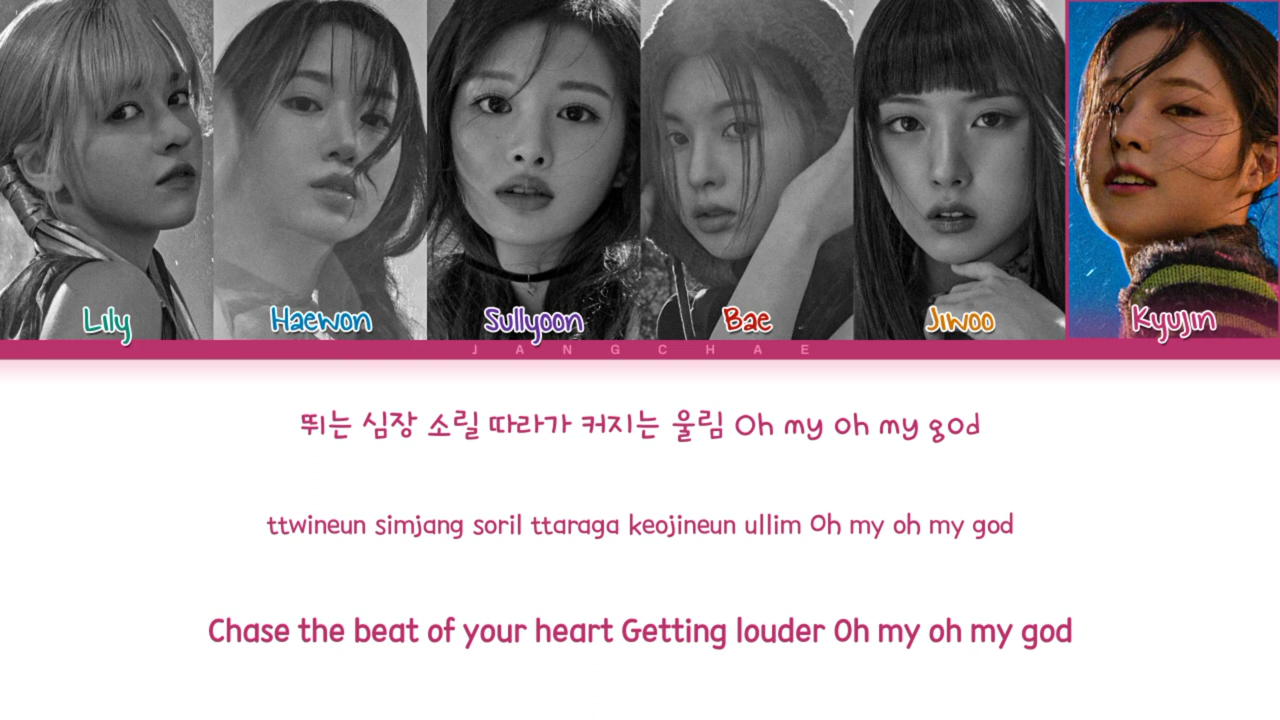 Lily
Haewon
Sullyoon
Bae
Jiwoo
Kyujin
JANGCHAE
뛰는 심장 소릴 따라가 커지는 울림 Oh my oh my god
ttwineun simjang soril ttaraga keojineun ullim Oh my oh my god
Chase the beat of your heart Getting louder Oh my oh my god